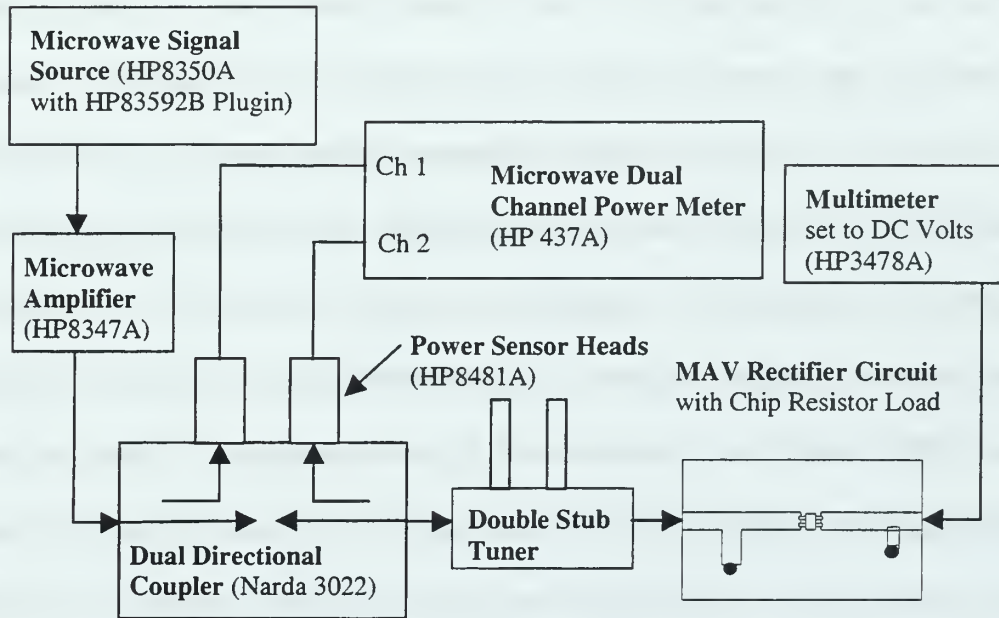 Microwave Signal
Source (HP8350A
with HP83592B Plugin)
Ch 1
Ch 2
Microwave Dual
Channel Power Meter
(HP 437A)
Multimeter
set to DC Volts
(HP3478A)
Microwave
Amplifier
(HP8347A)
Power Sensor Heads
(HP8481A)
MAV Rectifier Circuit
with Chip Resistor Load
Double Stub
Tuner
Dual Directional
Coupler (Narda 3022)